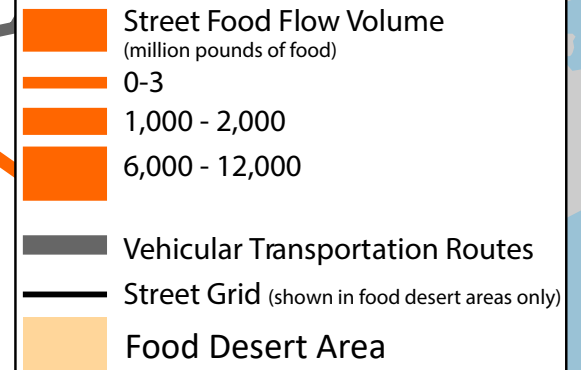 Street Food Flow Volume
(million pounds of food)
0-3
1,000 - 2,000
6,000 - 12,000
Vehicular Transportation Routes
Street Grid (shown in food desert areas only)
Food Desert Area